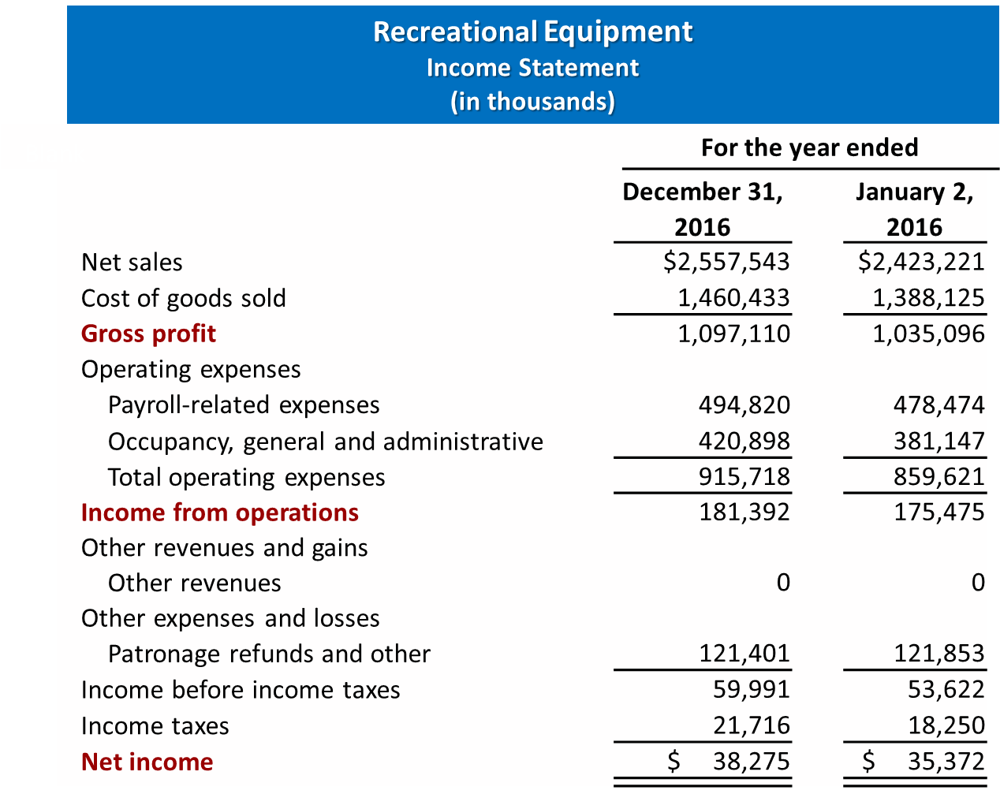 Recreational Equipment
Income Statement
(in thousands)
For the year ended
December 31, January 2,
2016 2016
Net sales $2,557,543 $2,423,221
Cost of goods sold 1,460,433 1,388,125
Gross profit 1,097,110 1,035,096
Operating expenses
Payroll-related expenses 494,820 478,474
Occupancy, general and administrative 420,898 381,147
Total operating expenses 915,718 859,621
Income from operations 181,392 175,475
Other revenues and gains
Other revenues 0 0
Other expenses and losses
Patronage refunds and other 121,401 121,853
Income before income taxes 59,991 53,622
Income taxes 21,716 18,250
Net income $ 38,275 $ 35,372